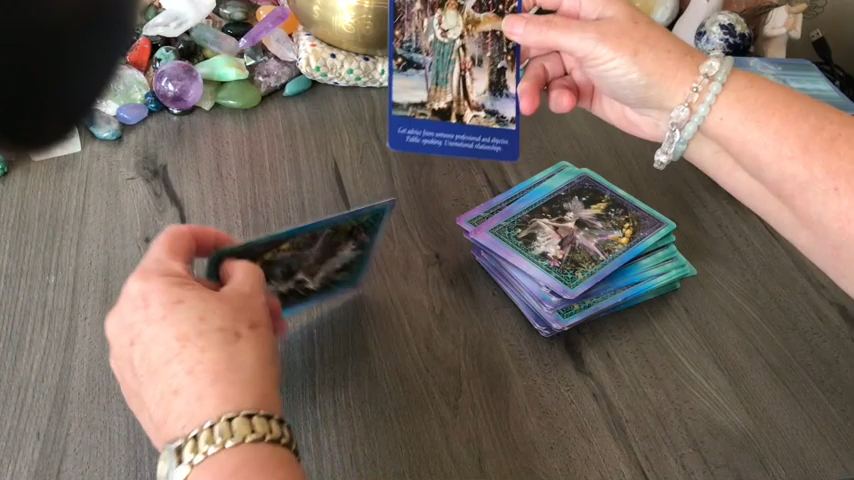 Get advice from someone professional and objective.
Public speaking. Unemotional relationships.